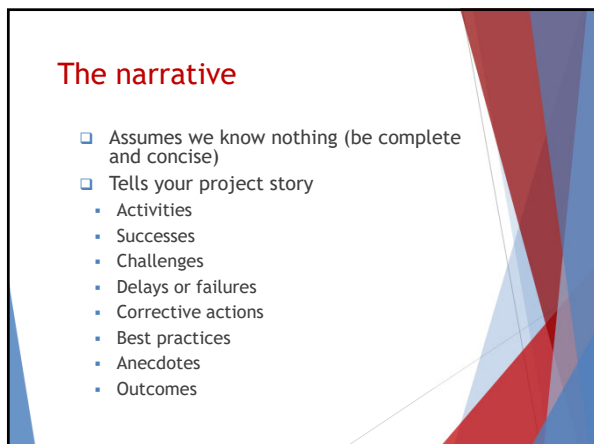 The narrative
Assumes we know nothing (be complete
and concise)
Tells your project story
Activities
Successes
Challenges
Delays or failures
Corrective actions
Best practices
Anecdotes
Outcomes